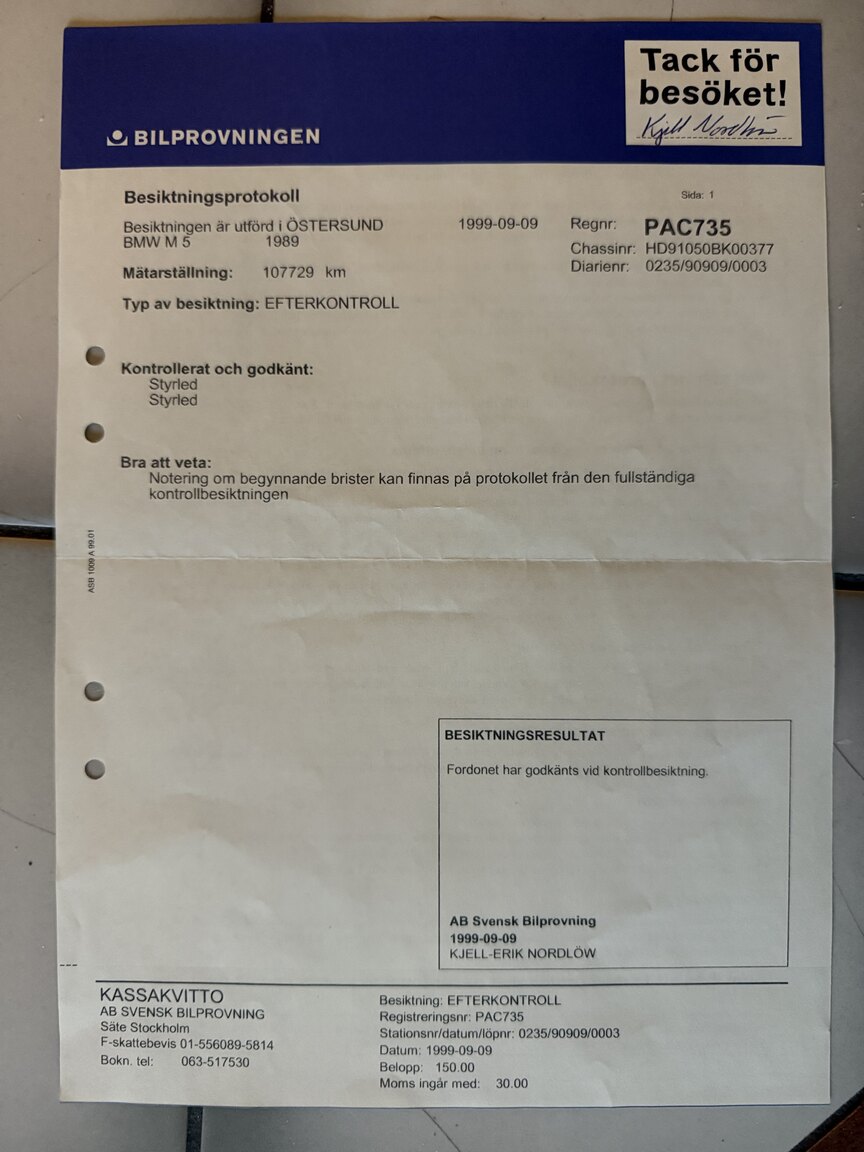 Tack för
besöket!
Kjell Nordlöw
BILPROVNINGEN
Besiktningsprotokoll
Sida: 1
Besiktningen är utförd i ÖSTERSUND 1999-09-09 Regnr: PAC735
BMW M 5 1989 Chassinr: HD91050BK00377
Mätarställning: 107729 km Diarienr: 0235/90909/0003
Typ av besiktning: EFTERKONTROLL
Kontrollerat och godkänt:
Styrled
Styrled
Bra att veta:
Notering om begynnande brister kan finnas på protokollet från den fullständiga
kontrollbesiktningen
ASB 1009 A 99.01
BESIKTNINGSRESULTAT
Fordonet har godkänts vid kontrollbesiktning.
AB Svensk Bilprovning
1999-09-09
KJELL-ERIK NORDLÖW
KASSAKVITTO
AB SVENSK BILPROVNING
Säte Stockholm
F-skattebevis 01-556089-5814
Bokn. tel: 063-517530
Besiktning: EFTERKONTROLL
Registreringsnr: PAC735
Stationsnr/datum/löpnr: 0235/90909/0003
Datum: 1999-09-09
Belopp: 150.00
Moms ingår med: 30.00